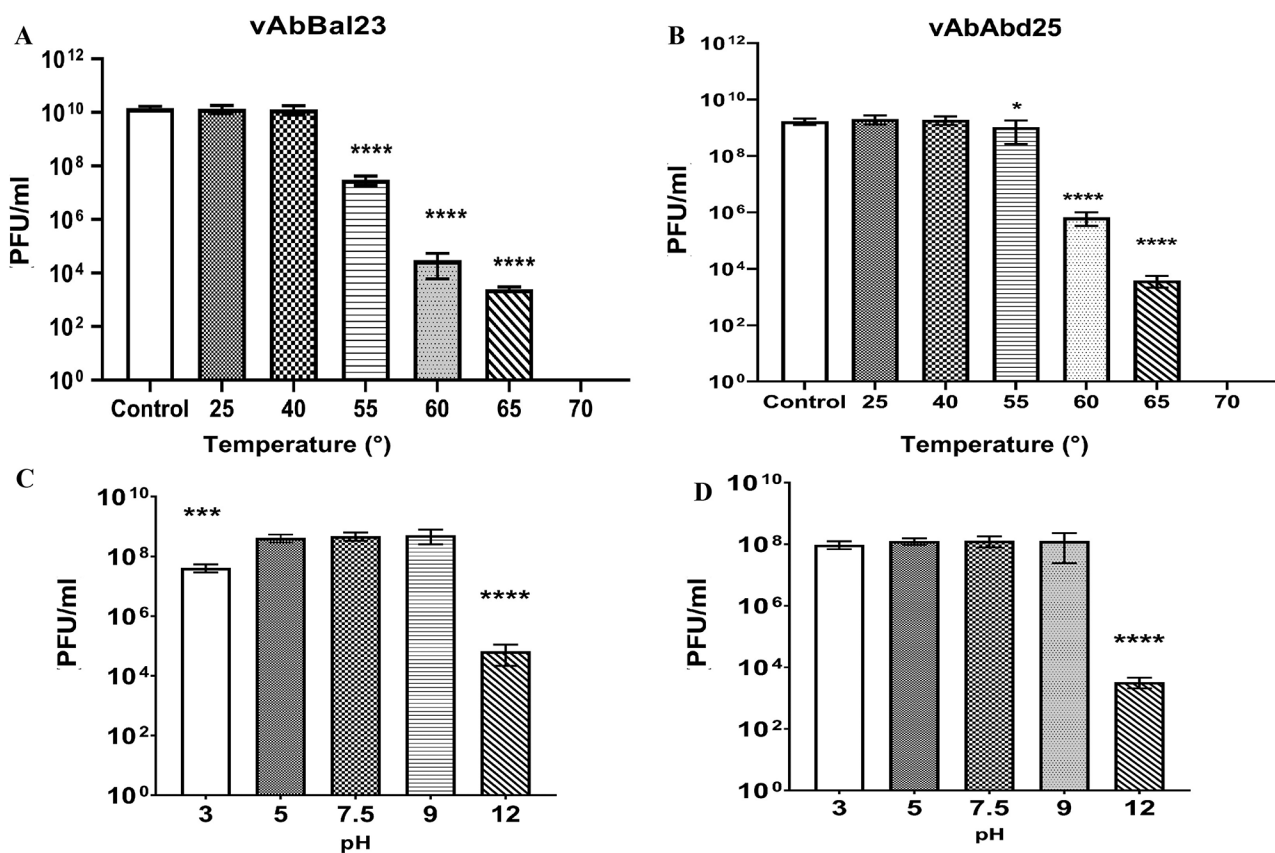 A
vAbBal23
10^12
10^10
10^8
10^6
10^4
10^2
10^0
PFU/ml
****
****
****
Control 25 40 55 60 65 70
Temperature (°)
B
vAbAbd25
10^12
10^10
10^8
10^6
10^4
10^2
10^0
PFU/ml
*
****
****
Control 25 40 55 60 65 70
Temperature (°)
C
10^10
10^8
10^6
10^4
10^2
10^0
PFU/ml
***
****
3 5 7.5 9 12
pH
D
10^10
10^8
10^6
10^4
10^2
10^0
PFU/ml
****
3 5 7.5 9 12
pH